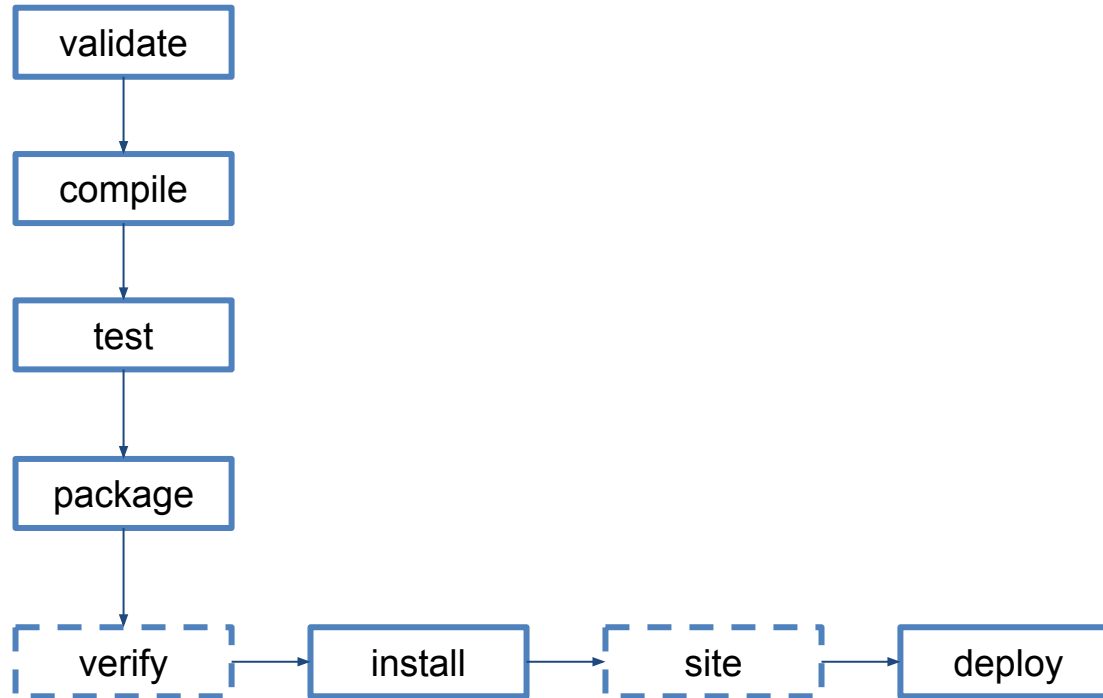 validate
compile
test
package
verify
install
site
deploy